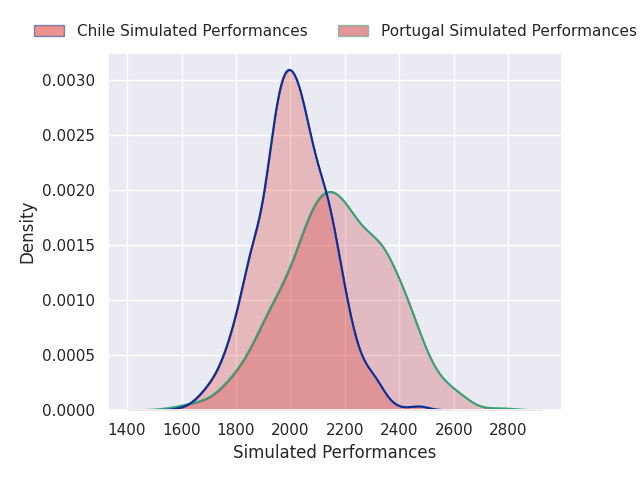 Chile Simulated Performances
Portugal Simulated Performances
0.0030
0.0025
0.0020
0.0015
0.0010
0.0005
0.0000
Density
1400 1600 1800 2000 2200 2400 2600 2800
Simulated Performances